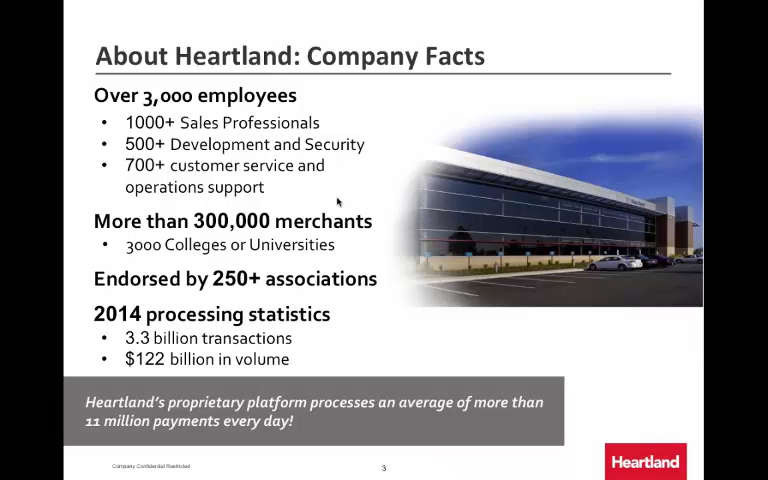 About Heartland: Company Facts
Over 3,000 employees
• 1000+ Sales Professionals
• 500+ Development and Security
• 700+ customer service and
operations support
More than 300,000 merchants
• 3000 Colleges or Universities
Endorsed by 250+ associations
2014 processing statistics
• 3.3 billion transactions
• $122 billion in volume
Heartland's proprietary platform processes an average of more than
11 million payments every day!
Company Confidential Restricted
3
Heartland